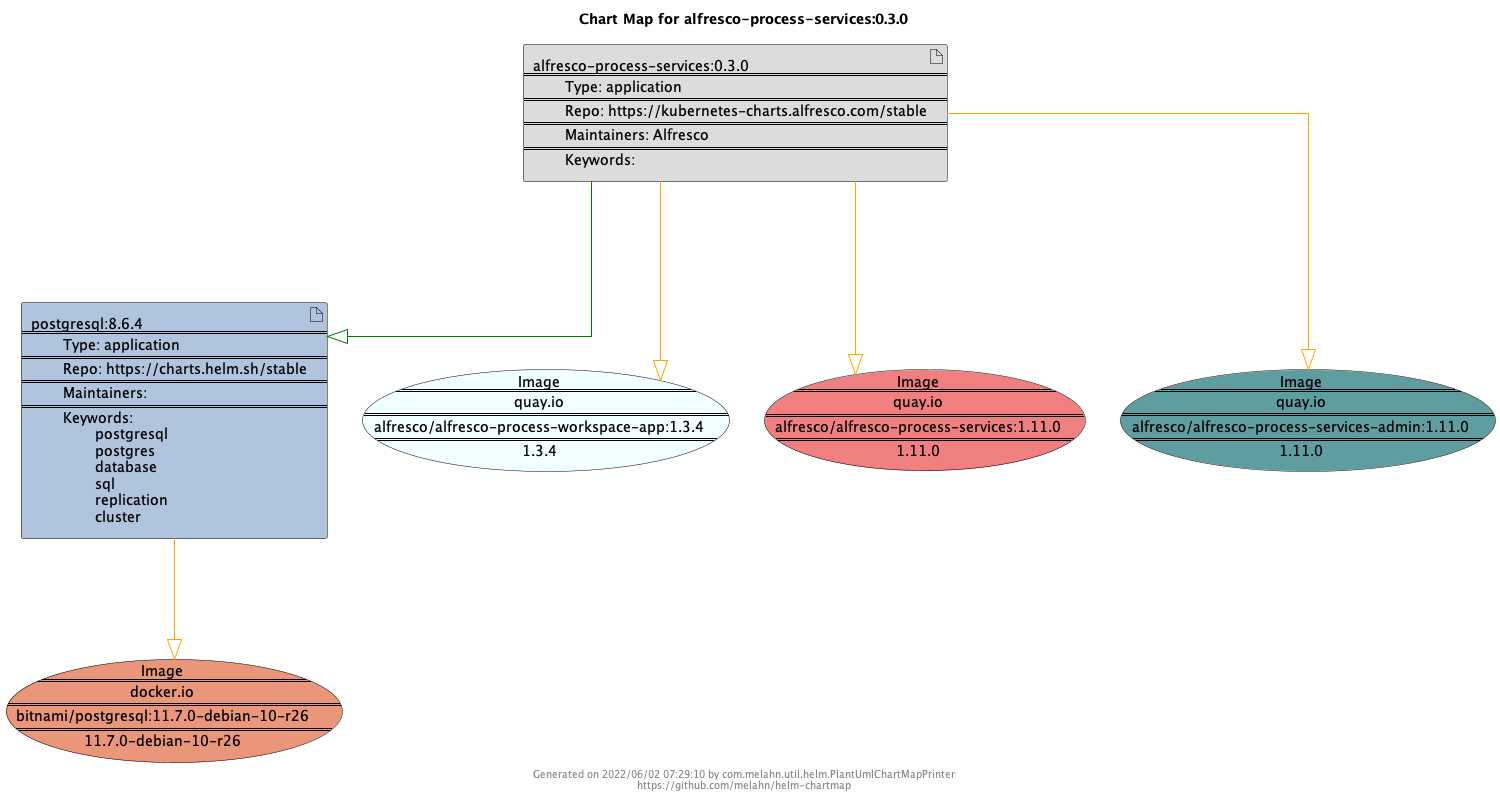 Chart Map for alfresco-process-services:0.3.0
alfresco-process-services:0.3.0
Type: application
Repo: https://kubernetes-charts.alfresco.com/stable
Maintainers: Alfresco
Keywords:
postgresql:8.6.4
Type: application
Repo: https://charts.helm.sh/stable
Maintainers:
Keywords:
postgresql
postgres
database
sql
replication
cluster
Image
quay.io
alfresco/alfresco-process-workspace-app:1.3.4
1.3.4
Image
quay.io
alfresco/alfresco-process-services:1.11.0
1.11.0
Image
quay.io
alfresco/alfresco-process-services-admin:1.11.0
1.11.0
Image
docker.io
bitnami/postgresql:11.7.0-debian-10-r26
11.7.0-debian-10-r26
Generated on 2022/06/02 07:29:10 by com.melahn.util.helm.PlantUmlChartMapPrinter
https://github.com/melahn/helm-chartmap